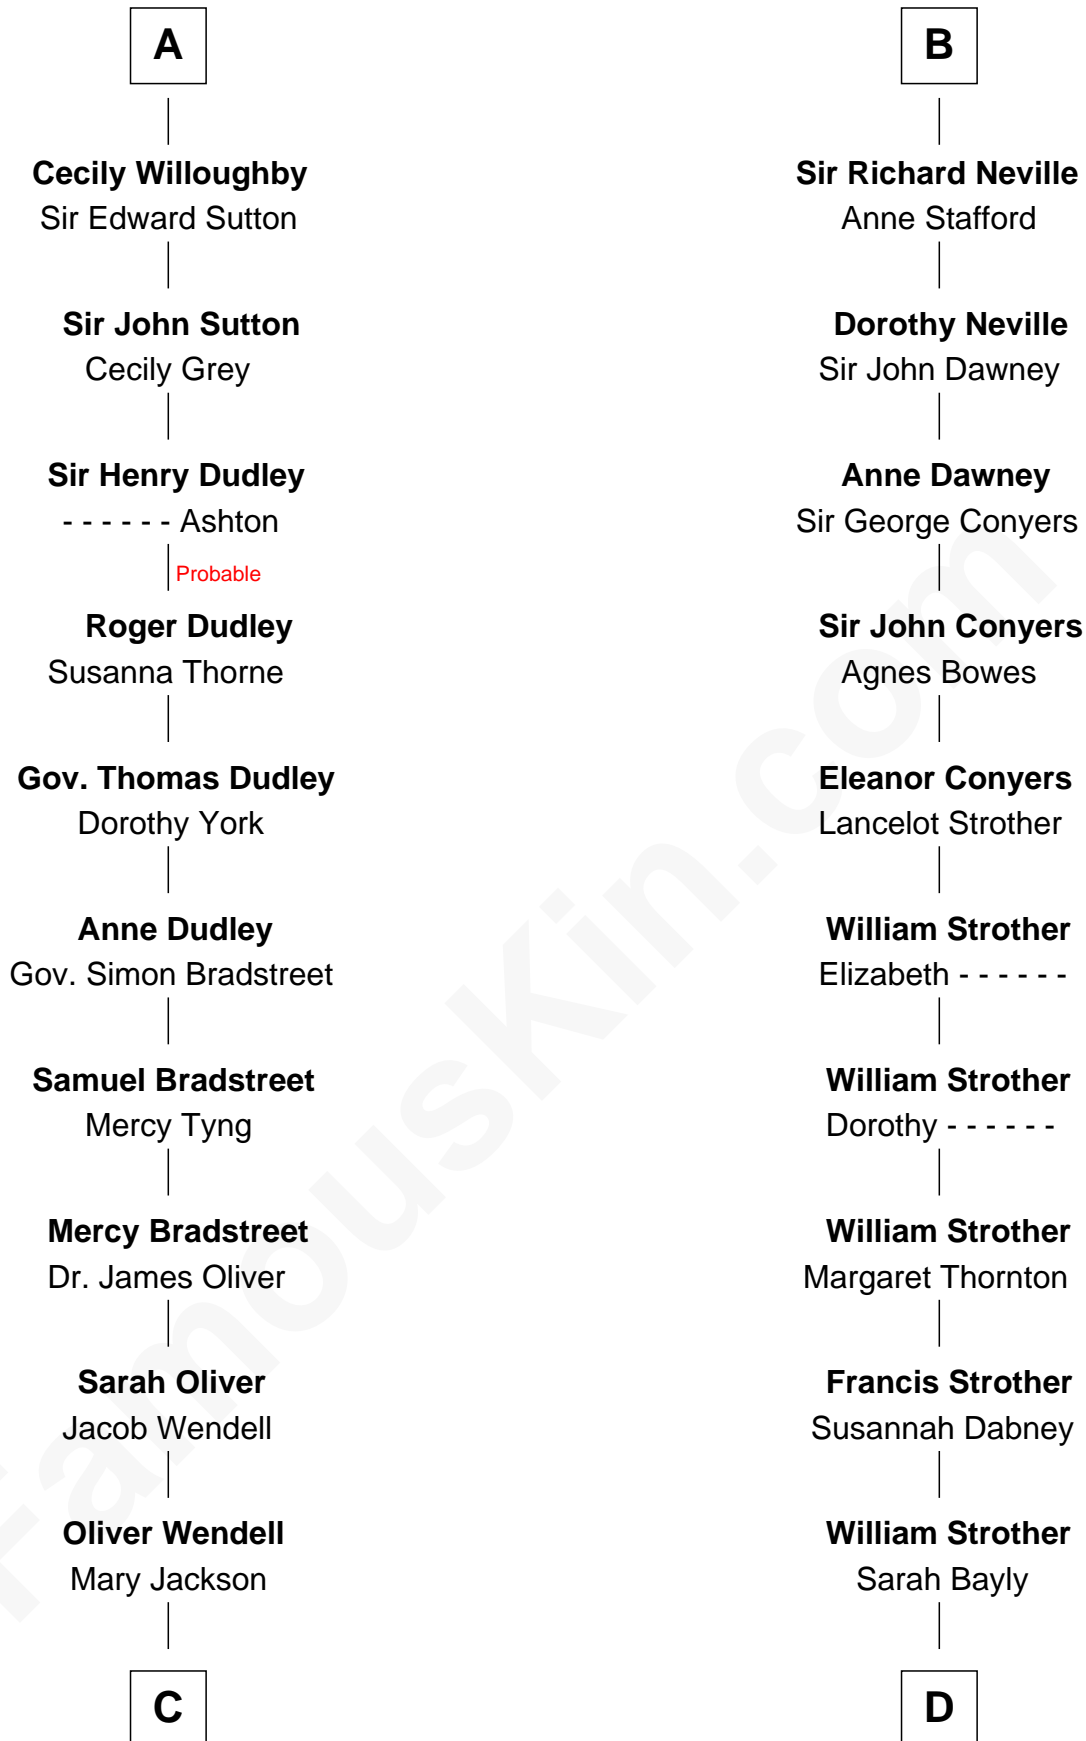 A
Cecily Willoughby
Sir Edward Sutton
Sir John Sutton
Cecily Grey
Sir Henry Dudley
- - - - - - Ashton
Probable
Roger Dudley
Susanna Thorne
Gov. Thomas Dudley
Dorothy York
Anne Dudley
Gov. Simon Bradstreet
Samuel Bradstreet
Mercy Tyng
Mercy Bradstreet
Dr. James Oliver
Sarah Oliver
Jacob Wendell
Oliver Wendell
Mary Jackson
C
B
Sir Richard Neville
Anne Stafford
Dorothy Neville
Sir John Dawney
Anne Dawney
Sir George Conyers
Sir John Conyers
Agnes Bowes
Eleanor Conyers
Lancelot Strother
William Strother
Elizabeth - - - - - -
William Strother
Dorothy - - - - - -
William Strother
Margaret Thornton
Francis Strother
Susannah Dabney
William Strother
Sarah Bayly
D
FamousKin.com